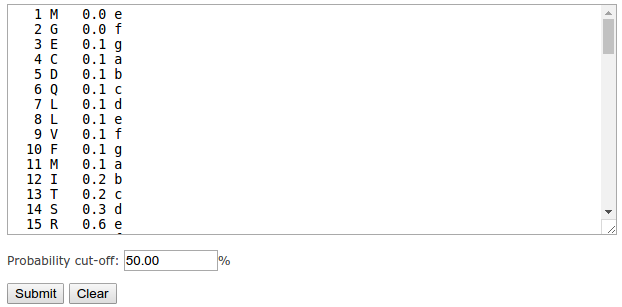 1 M 0.0 e
2 G 0.0 f
3 E 0.1 g
4 C 0.1 a
5 D 0.1 b
6 Q 0.1 c
7 L 0.1 d
8 L 0.1 e
9 V 0.1 f
10 F 0.1 g
11 M 0.1 a
12 I 0.2 b
13 T 0.2 c
14 S 0.3 d
15 R 0.6 e
Probability cut-off: 50.00 %
Submit Clear